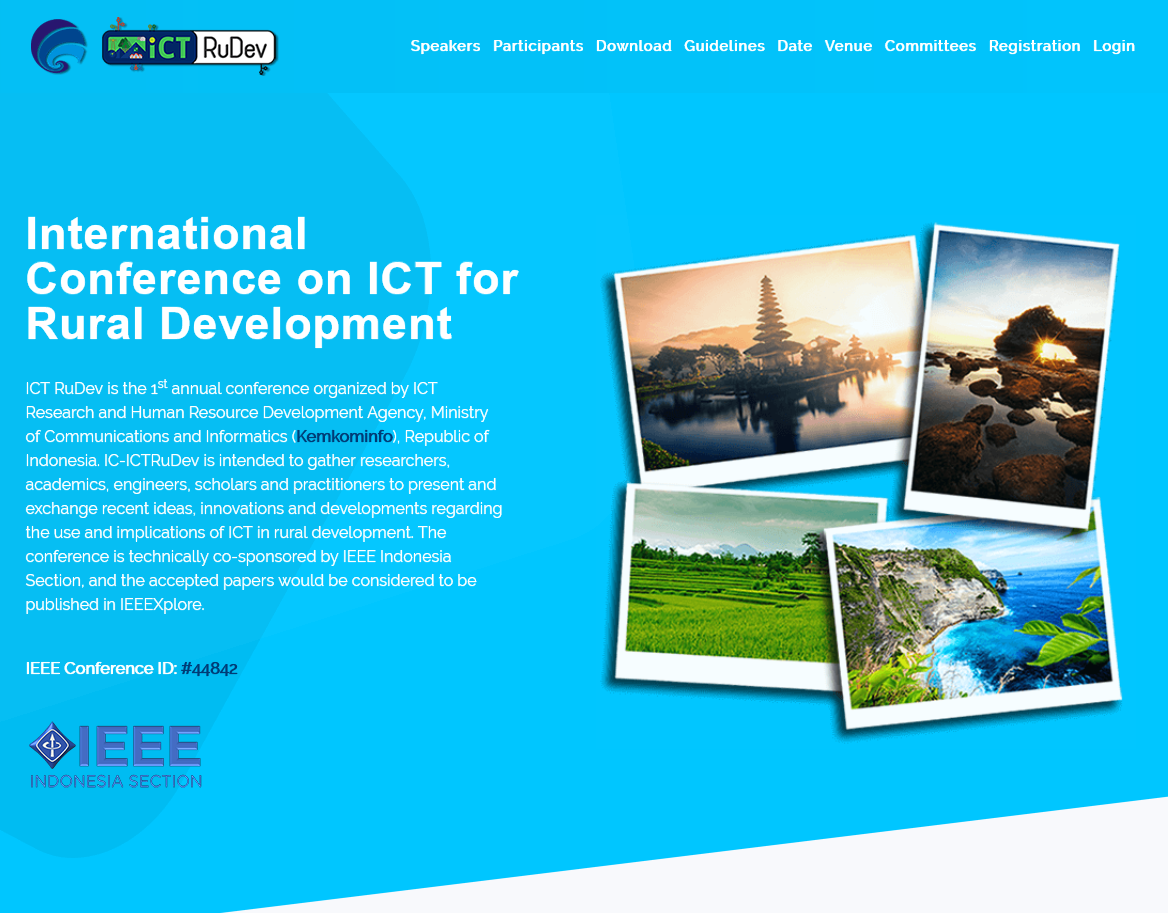 iCT RuDev
Speakers Participants Download Guidelines Date Venue Committees Registration Login
International
Conference on ICT for
Rural Development
ICT RuDev is the 1st annual conference organized by ICT
Research and Human Resource Development Agency, Ministry
of Communications and Informatics (Kemkominfo), Republic of
Indonesia. IC-ICTRuDev is intended to gather researchers,
academics, engineers, scholars and practitioners to present and
exchange recent ideas, innovations and developments regarding
the use and implications of ICT in rural development. The
conference is technically co-sponsored by IEEE Indonesia
Section, and the accepted papers would be considered to be
published in IEEEXplore.
IEEE Conference ID: #44842
IEEE
INDONESIA SECTION